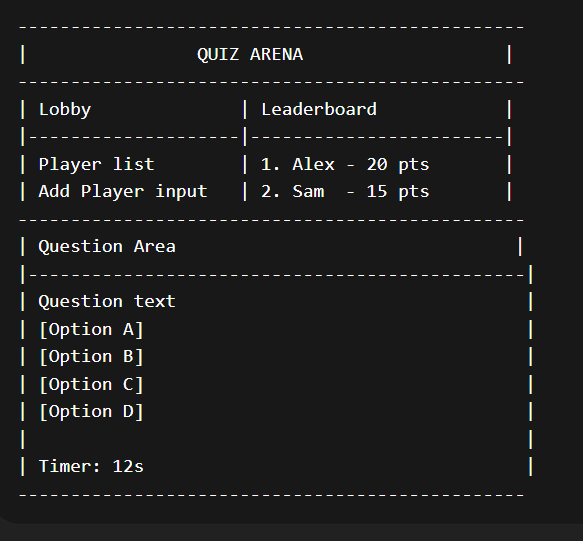 QUIZ ARENA
Lobby | Leaderboard
Player list | 1. Alex - 20 pts
Add Player input | 2. Sam  - 15 pts
Question Area
Question text
[Option A]
[Option B]
[Option C]
[Option D]
Timer: 12s